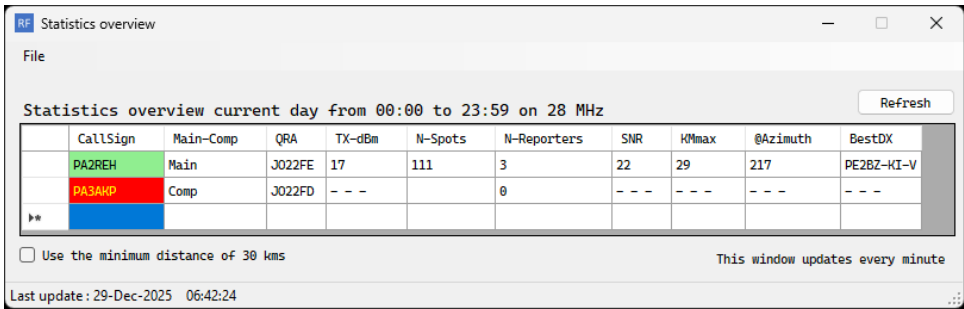 RF Statistics overview
File
Statistics overview current day from 00:00 to 23:59 on 28 MHz
Refresh
CallSign Main-Comp QRA TX-dBm N-Spots N-Reporters SNR KMmax @Azimuth BestDX
PA2REH Main JO22FE 17 111 3 22 29 217 PE2BZ-KI-V
PA3AKP Comp JO22FD - - - 0 - - - - - - - - - - - -
Use the minimum distance of 30 kms
This window updates every minute
Last update : 29-Dec-2025 06:42:24